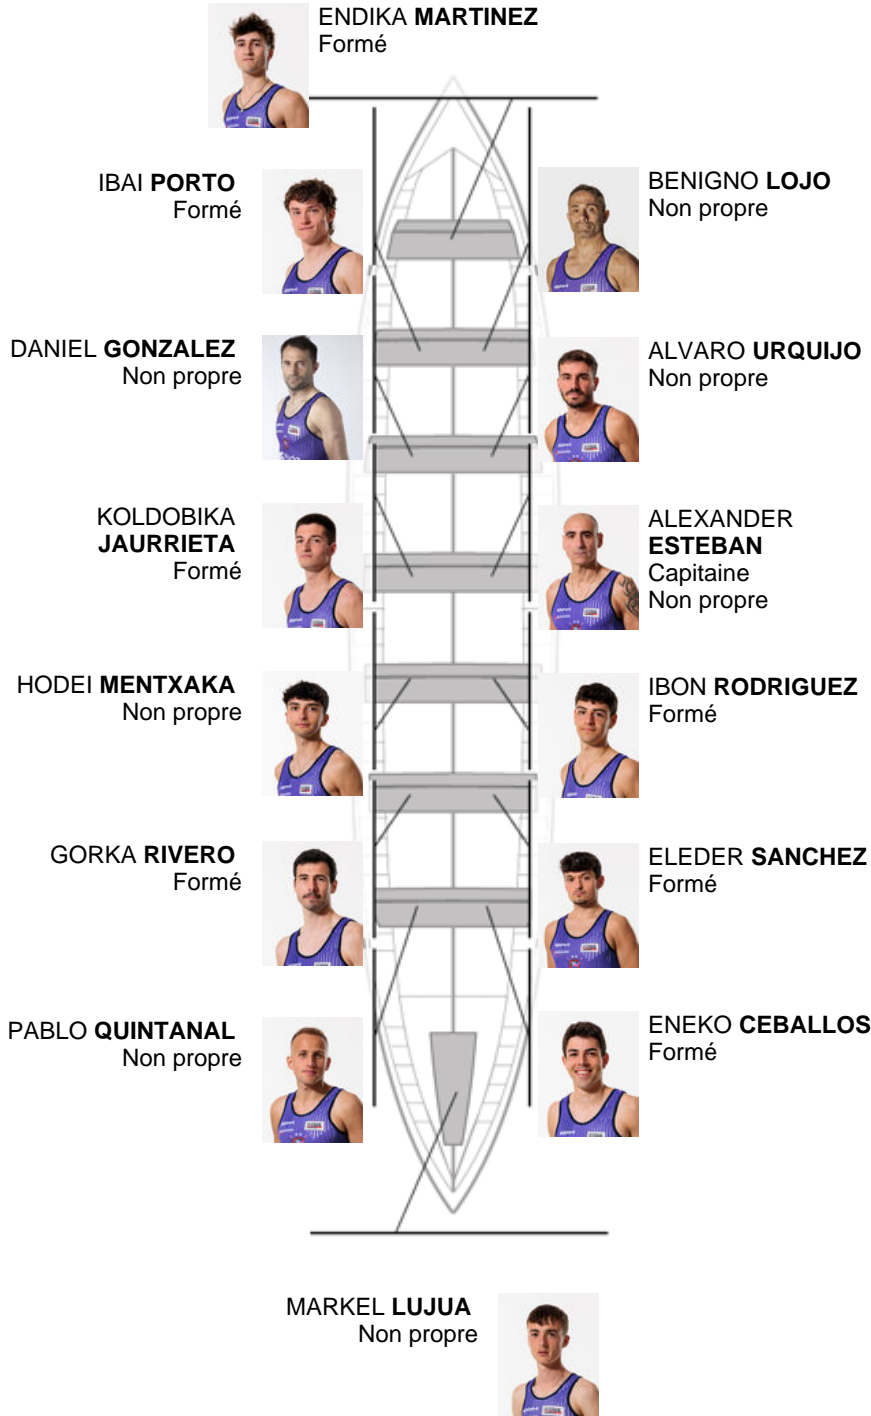 ENDIKA MARTINEZ
Formé
IBAI PORTO
Formé
BENIGNO LOJO
Non propre
DANIEL GONZALEZ
Non propre
ALVARO URQUIJO
Non propre
KOLDOBIKA
JAURRIETA
Formé
ALEXANDER
ESTEBAN
Capitaine
Non propre
HODEI MENTXAKA
Non propre
IBON RODRIGUEZ
Formé
GORKA RIVERO
Formé
ELEDER SANCHEZ
Formé
PABLO QUINTANAL
Non propre
ENEKO CEBALLOS
Formé
MARKEL LUJUA
Non propre